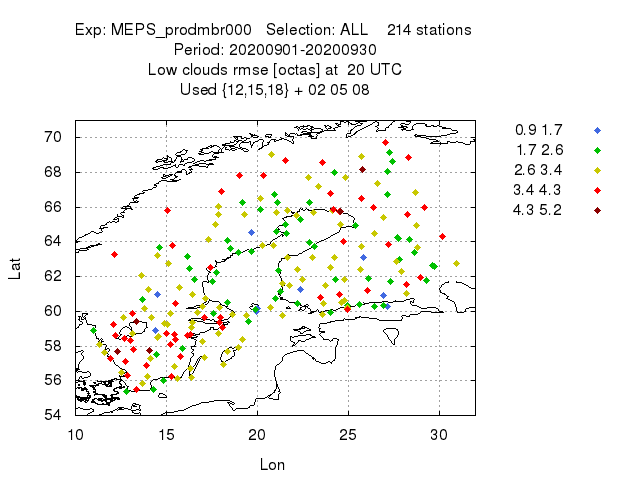 Exp: MEPS_prodmbr000   Selection: ALL    214 stations
Period: 20200901-20200930
Low clouds rmse [octas] at  20 UTC
Used {12,15,18} + 02 05 08
0.9 1.7
1.7 2.6
2.6 3.4
3.4 4.3
4.3 5.2
70
68
66
64
62
60
58
56
54
Lat
10 15 20 25 30
Lon